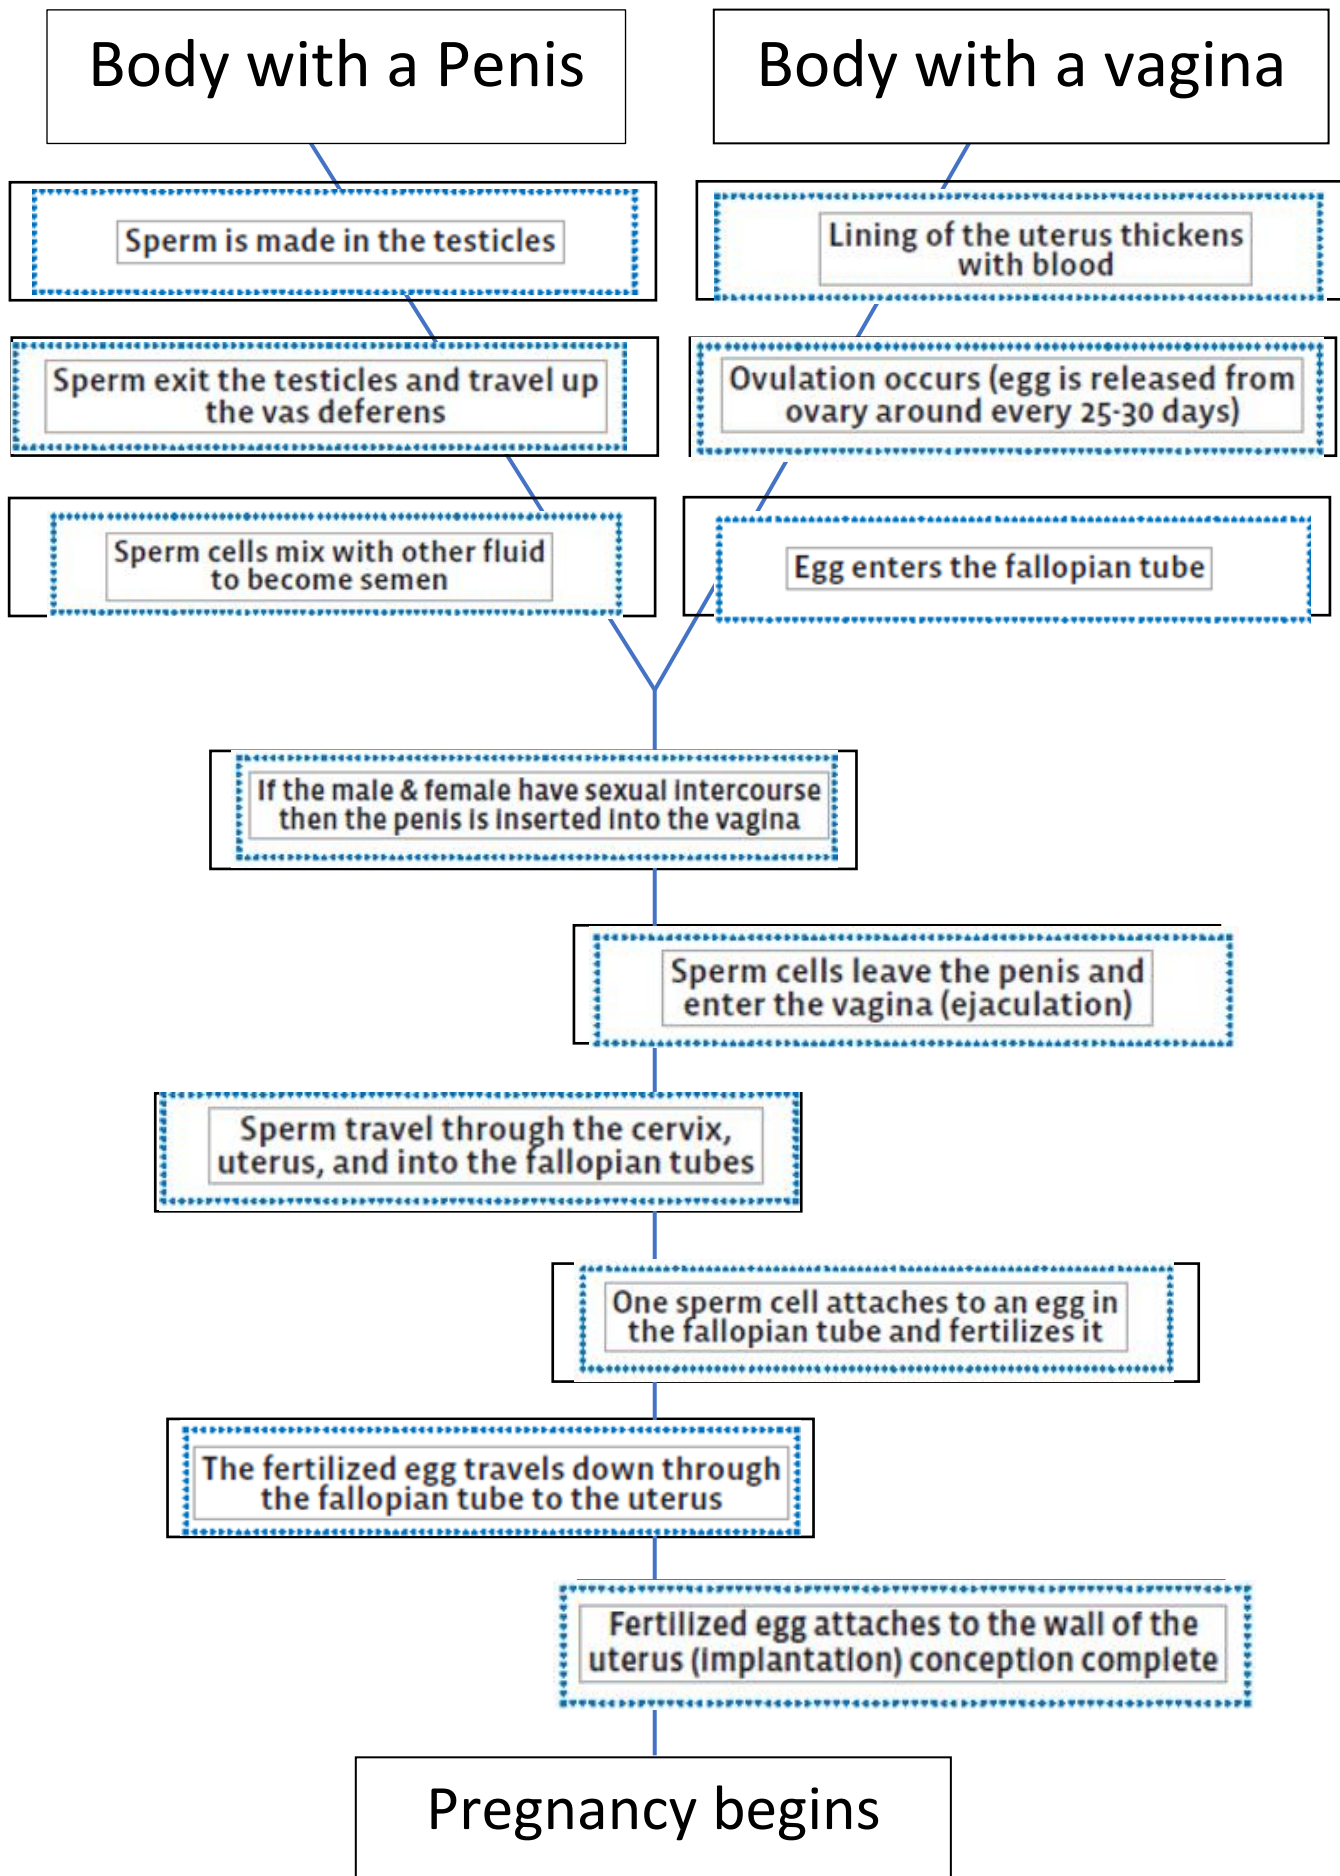 Body with a Penis
Body with a vagina
Sperm is made in the testicles
Lining of the uterus thickens
with blood
Sperm exit the testicles and travel up
the vas deferens
Ovulation occurs (egg is released from
ovary around every 25-30 days)
Sperm cells mix with other fluid
to become semen
Egg enters the fallopian tube
If the male & female have sexual intercourse
then the penis is inserted into the vagina
Sperm cells leave the penis and
enter the vagina (ejaculation)
Sperm travel through the cervix,
uterus, and into the fallopian tubes
One sperm cell attaches to an egg in
the fallopian tube and fertilizes it
The fertilized egg travels down through
the fallopian tube to the uterus
Fertilized egg attaches to the wall of the
uterus (implantation) conception complete
Pregnancy begins